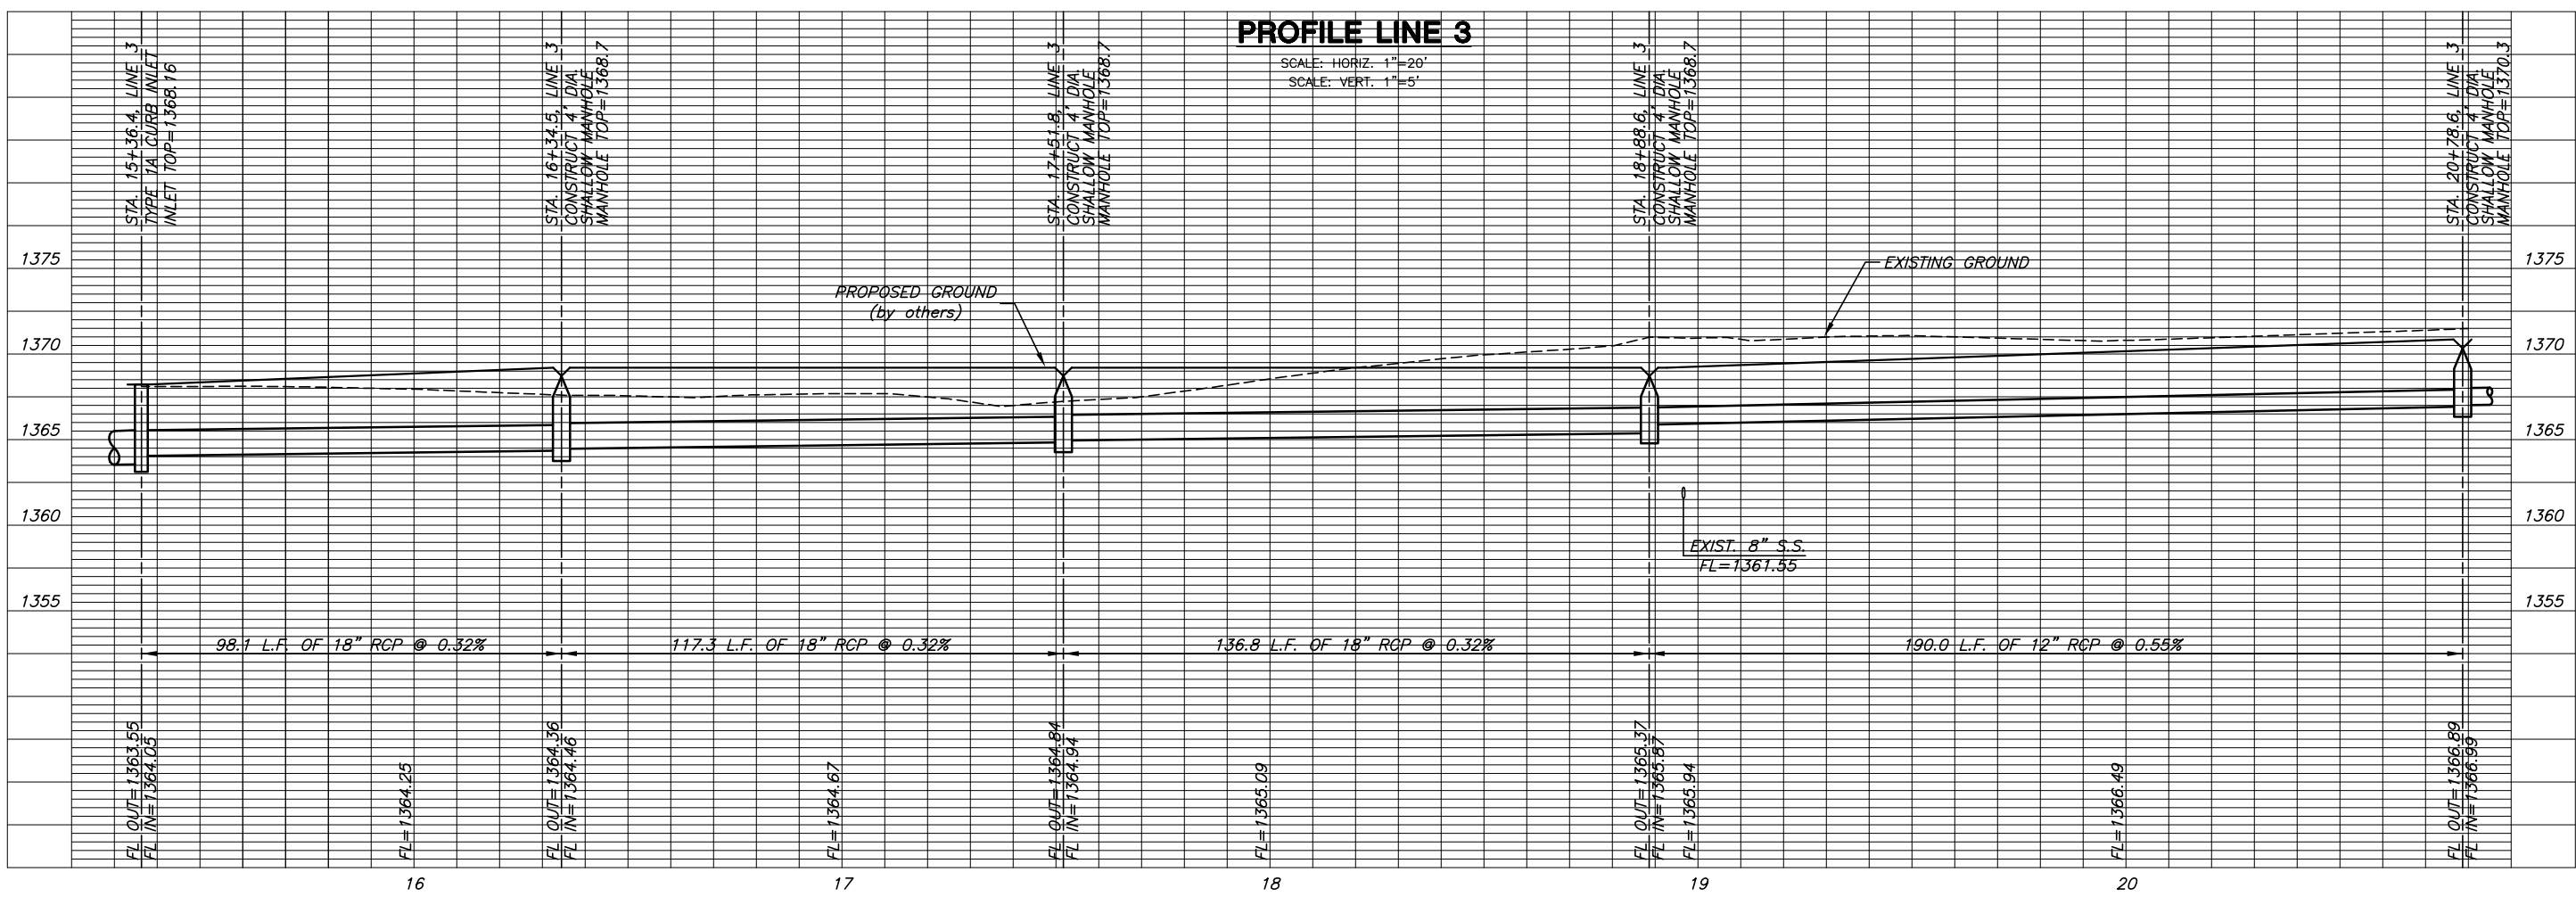 PROFILE LINE 3
SCALE: HORIZ. 1"=20'
SCALE: VERT. 1"=5'
STA. 15+36.4, LINE 3
TYPE 1A CURB INLET
INLET TOP=1368.16
STA. 16+34.5, LINE 3
CONSTRUCT 4' DIA.
SHALLOW MANHOLE
MANHOLE TOP=1368.7
STA. 17+51.8, LINE 3
CONSTRUCT 4' DIA.
SHALLOW MANHOLE
MANHOLE TOP=1368.7
STA. 18+88.6, LINE 3
CONSTRUCT 4' DIA.
SHALLOW MANHOLE
MANHOLE TOP=1368.7
STA. 20+78.6, LINE 3
CONSTRUCT 4' DIA.
SHALLOW MANHOLE
MANHOLE TOP=1370.3
1375
1375
EXISTING GROUND
PROPOSED GROUND
(by others)
1370
1370
1365
1365
1360
1360
EXIST. 8" S.S.
FL=1361.55
1355
1355
98.1 L.F. OF 18" RCP @ 0.32%
117.3 L.F. OF 18" RCP @ 0.32%
136.8 L.F. OF 18" RCP @ 0.32%
190.0 L.F. OF 12" RCP @ 0.55%
FL OUT=1363.55
FL IN=1364.05
FL=1364.25
FL OUT=1364.36
FL IN=1364.46
FL=1364.67
FL OUT=1364.84
FL IN=1364.94
FL=1365.09
FL OUT=1365.37
FL IN=1365.87
FL=1365.94
FL=1366.49
FL OUT=1366.89
FL IN=1366.99
16
17
18
19
20